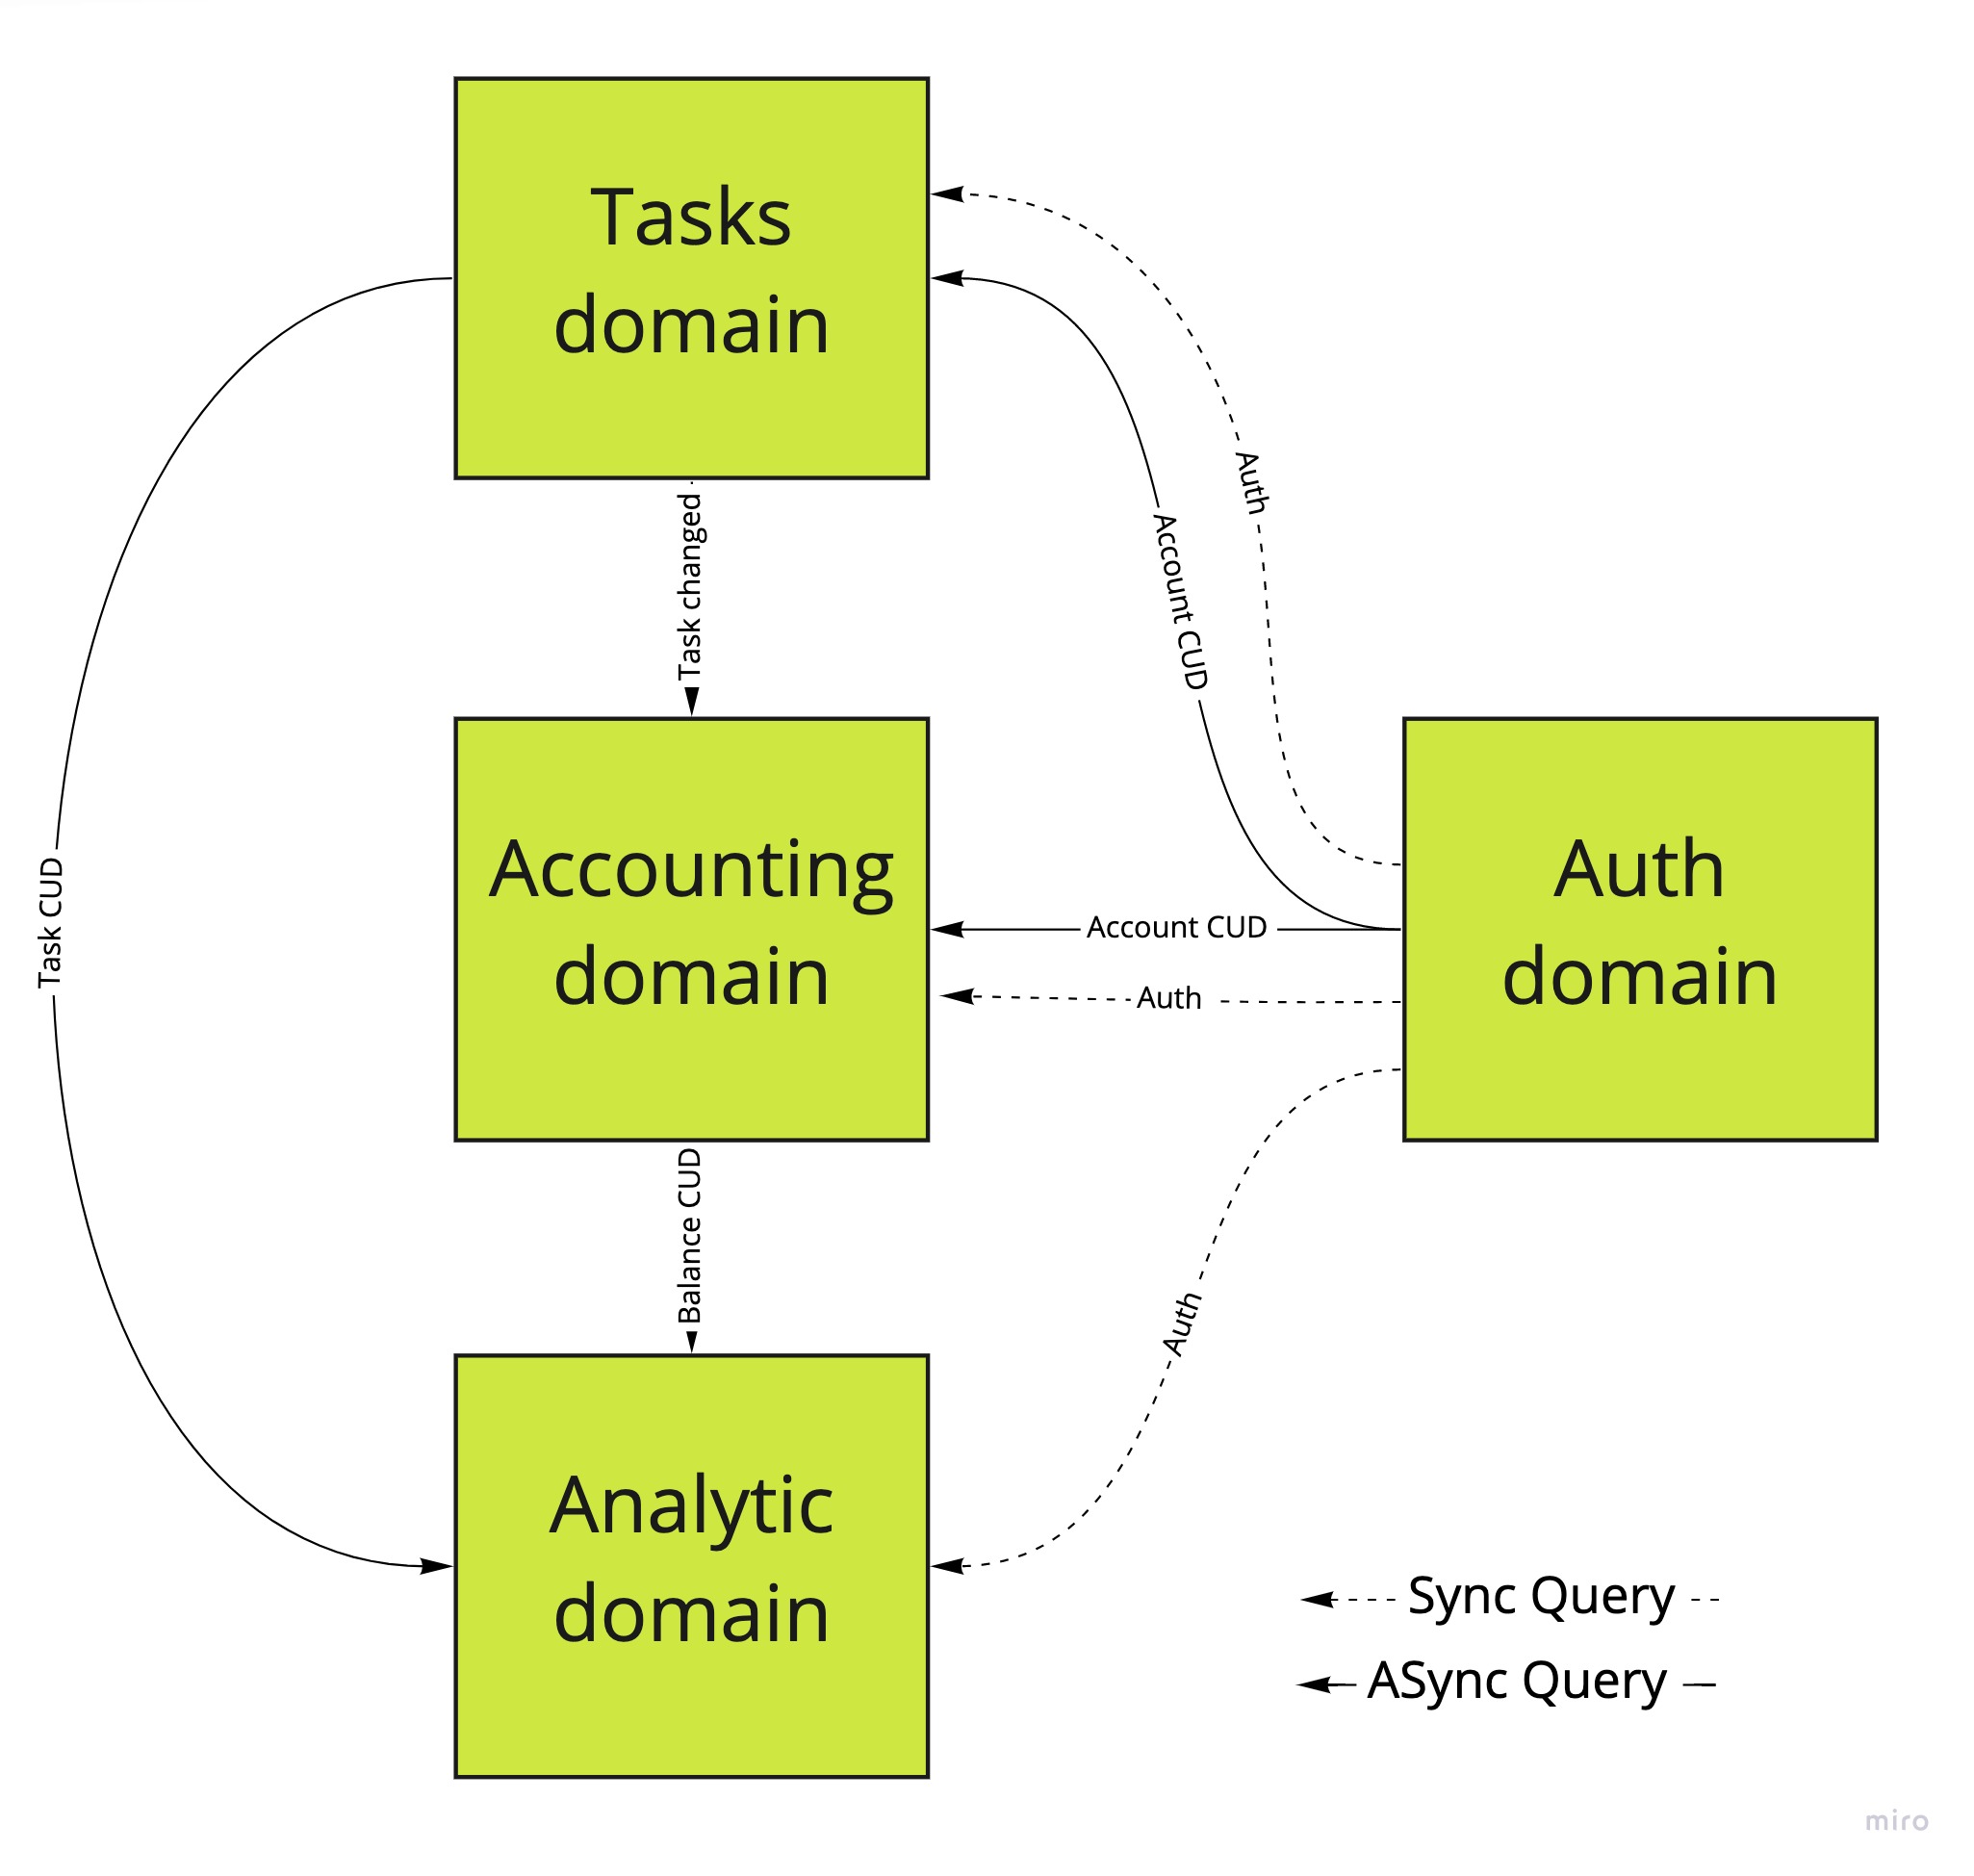 Tasks
domain
Auth
Account CUD
Task changed
Task CUD
Accounting
domain
Account CUD
Auth
Auth
domain
Balance CUD
Auth
Analytic
domain
Sync Query
ASync Query
miro